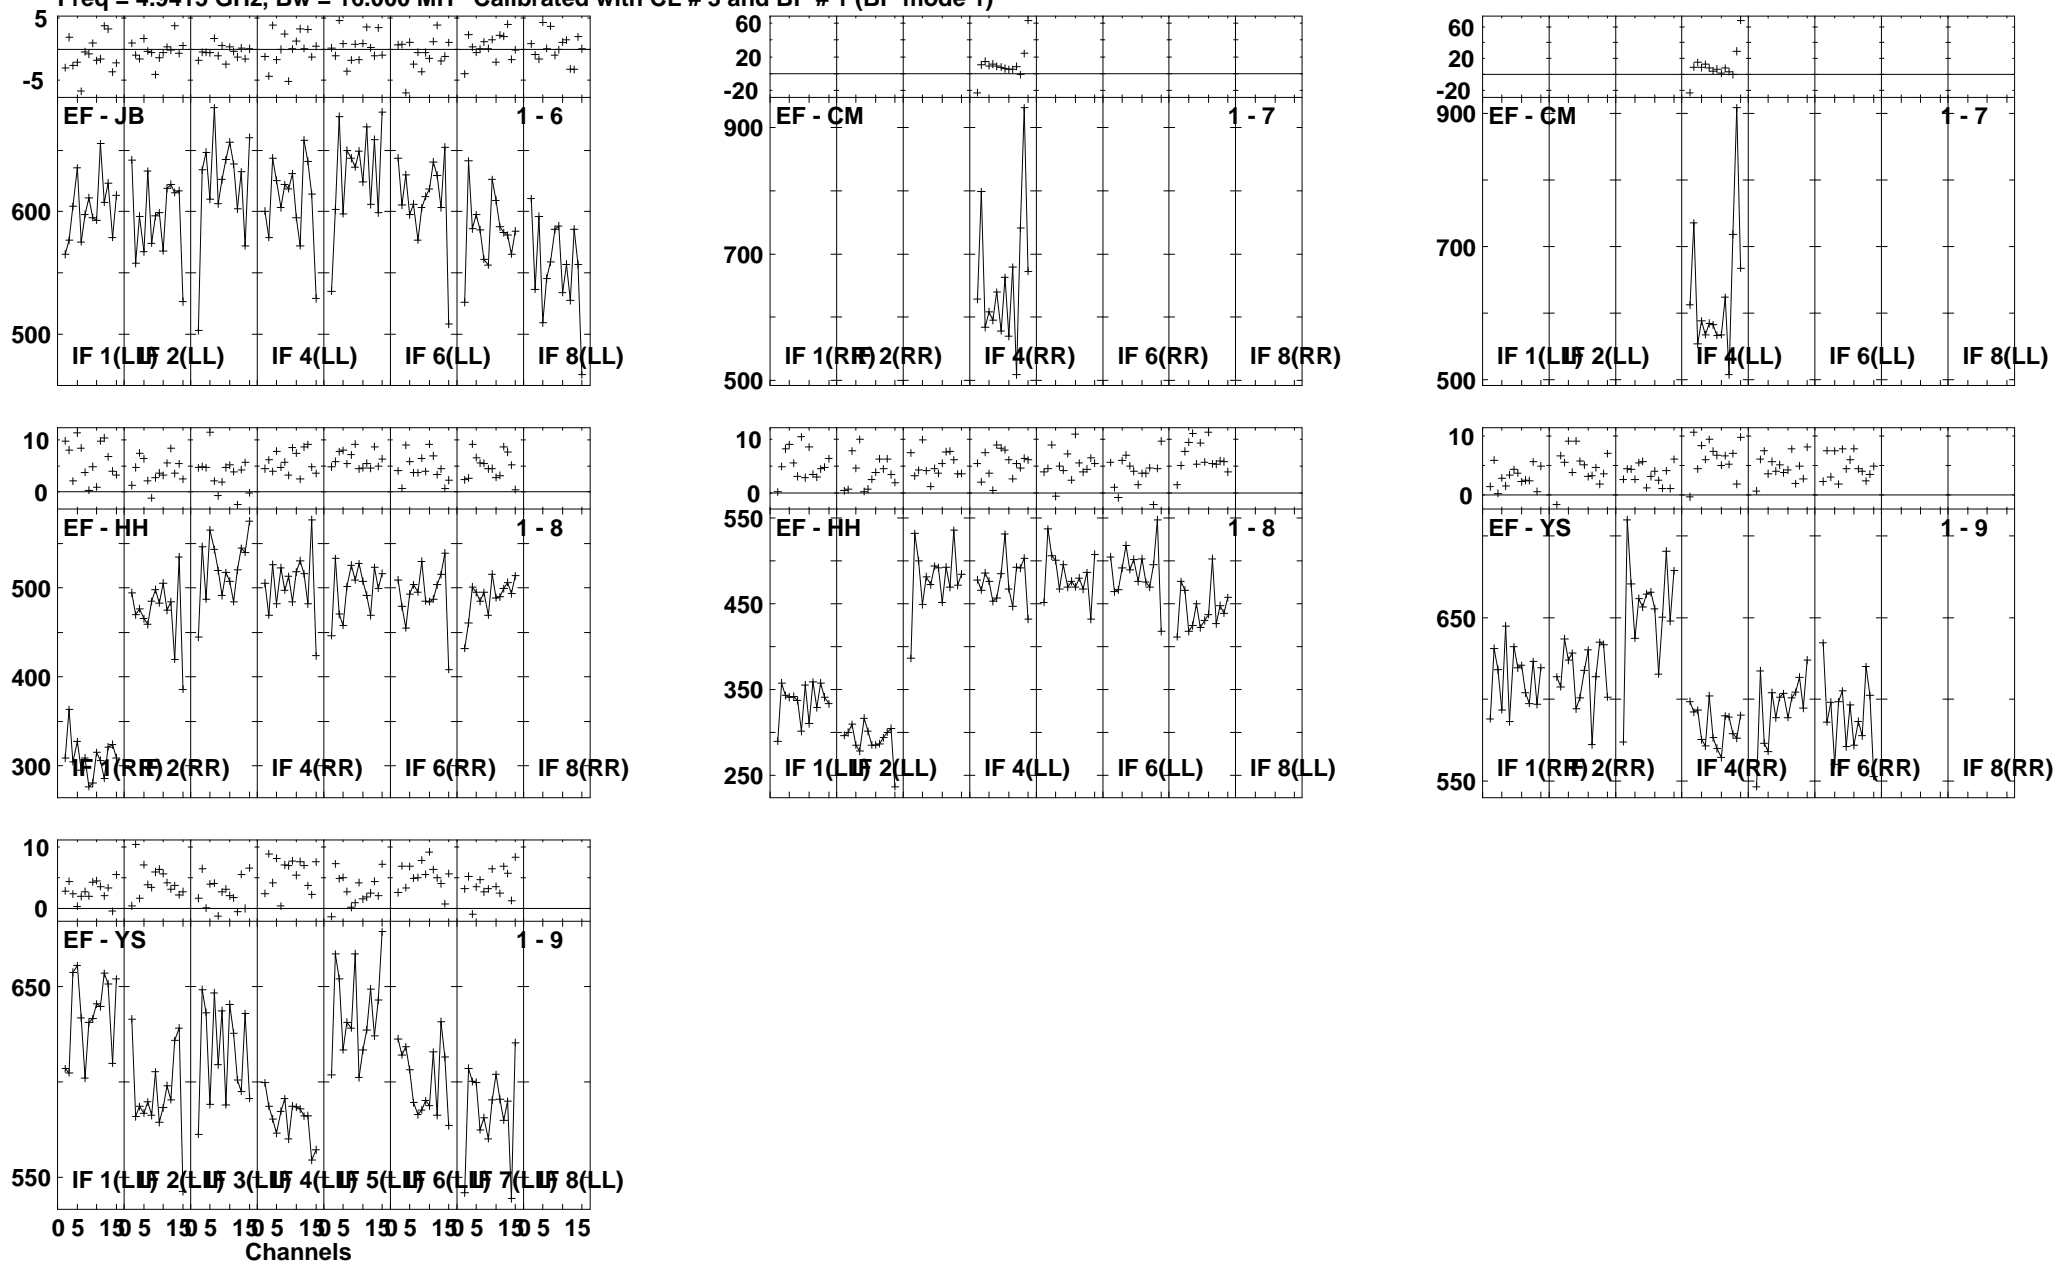 Freq = 4.9415 GHz, Bw = 16.000 MH Calibrated with CL # 3 and BP # 1 (BP mode 1)
5
-5
EF - JB 1 - 6
600
500
IF 1(LL) IF 2(LL) IF 4(LL) IF 6(LL) IF 8(LL)
60
20
-20
EF - CM 1 - 7
900
700
500
IF 1(RR) IF 2(RR) IF 4(RR) IF 6(RR) IF 8(RR)
60
20
-20
EF - CM 1 - 7
900
700
500
IF 1(LL) IF 2(LL) IF 4(LL) IF 6(LL) IF 8(LL)
10
0
EF - HH 1 - 8
500
400
300
IF 1(RR) IF 2(RR) IF 4(RR) IF 6(RR) IF 8(RR)
10
0
EF - HH 1 - 8
550
450
350
250
IF 1(LL) IF 2(LL) IF 4(LL) IF 6(LL) IF 8(LL)
10
0
EF - YS 1 - 9
650
550
IF 1(RR) IF 2(RR) IF 4(RR) IF 6(RR) IF 8(RR)
10
0
EF - YS 1 - 9
650
550
IF 1(LL) IF 2(LL) IF 3(LL) IF 4(LL) IF 5(LL) IF 6(LL) IF 7(LL) IF 8(LL)
0 5 15 0 5 15 0 5 15 0 5 15 0 5 15 0 5 15 0 5 15 0 5 15
Channels